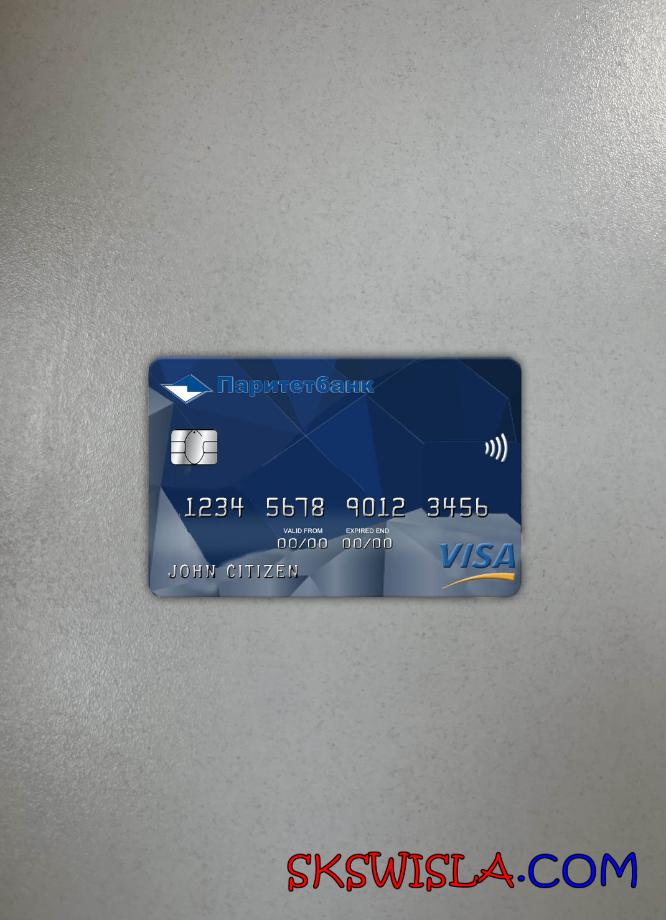 Паритетбанк
1234 5678 9012 3456
VALID FROM EXPIRED END
00/00 00/00
JOHN CITIZEN
VISA
SKSWISLA.COM